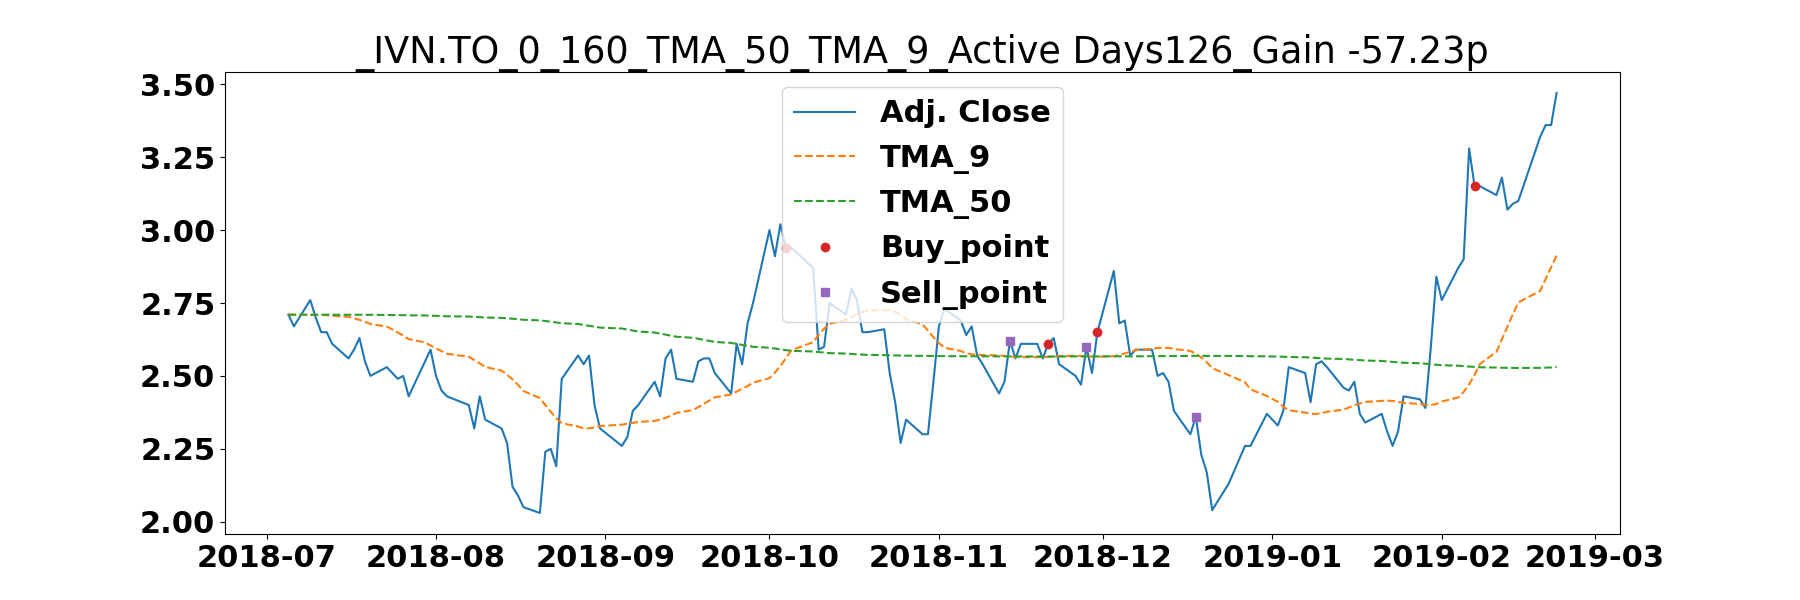 _IVN.TO_0_160_TMA_50_TMA_9_Active Days126_Gain -57.23p
3.50
3.25
3.00
2.75
2.50
2.25
2.00
Adj. Close
TMA_9
TMA_50
Buy_point
Sell_point
2018-07 2018-08 2018-09 2018-10 2018-11 2018-12 2019-01 2019-02 2019-03